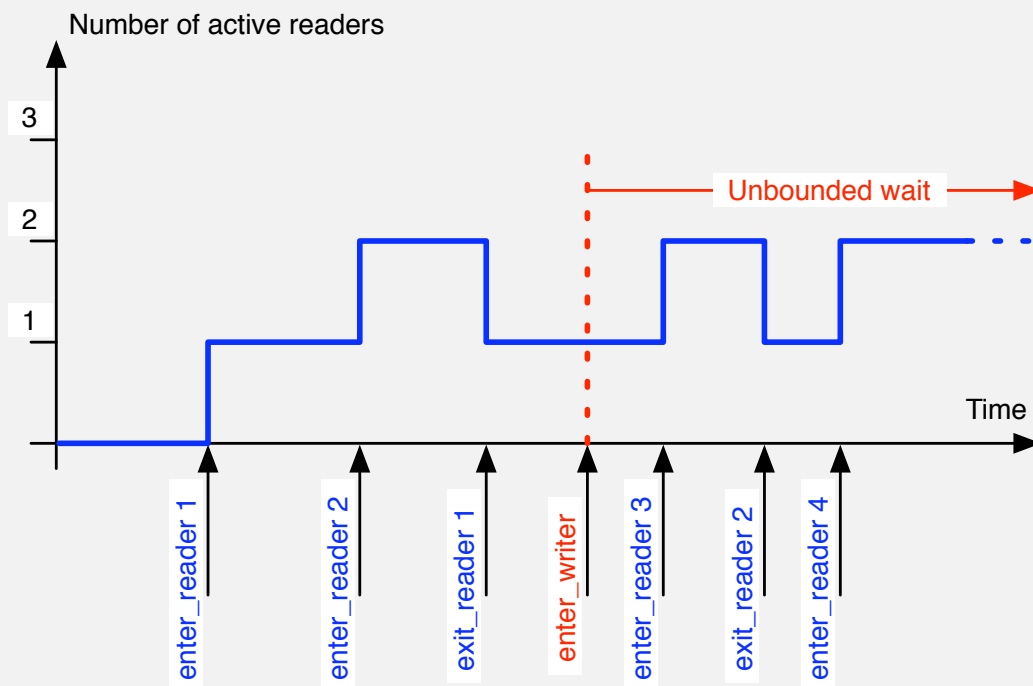 Number of active readers
3
2
1
Unbounded wait
Time
enter_reader 1
enter_reader 2
exit_reader 1
enter_writer
enter_reader 3
exit_reader 2
enter_reader 4